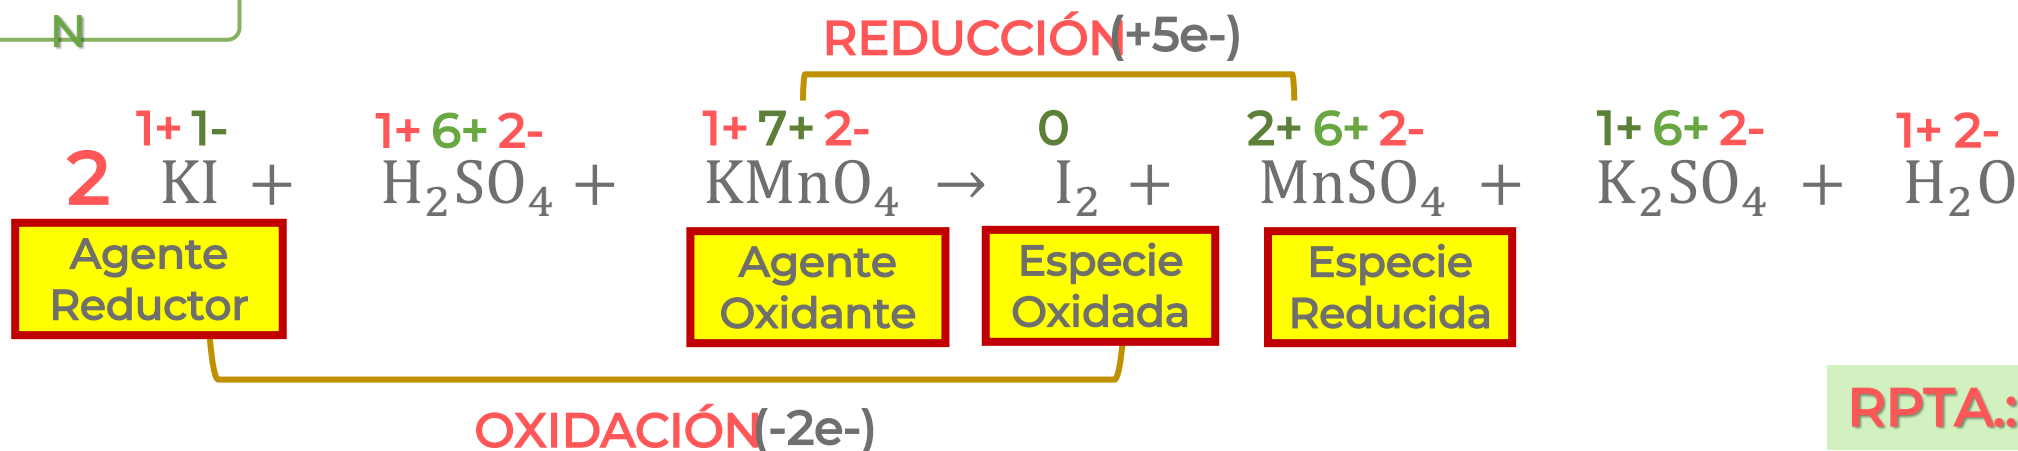 N
REDUCCIÓN(+5e-)
1+ 1- 1+ 6+ 2- 1+ 7+ 2- 0 2+ 6+ 2- 1+ 6+ 2- 1+ 2-
2 KI + H₂SO₄ + KMnO₄ → I₂ + MnSO₄ + K₂SO₄ + H₂O
Agente
Reductor
Agente
Oxidante
Especie
Oxidada
Especie
Reducida
OXIDACIÓN(-2e-)
RPTA.: